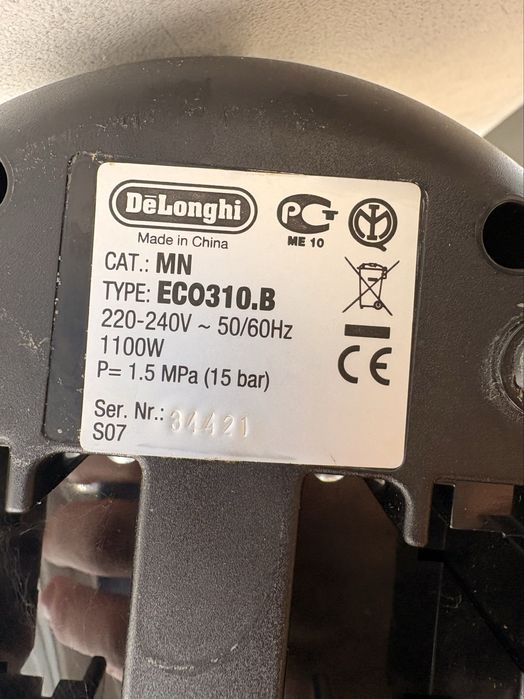 DeLonghi
Made in China
ME 10
CAT.: MN
TYPE: ECO310.B
220-240V ~ 50/60Hz
1100W
P= 1.5 MPa (15 bar)
CE
Ser. Nr.: 34421
S07